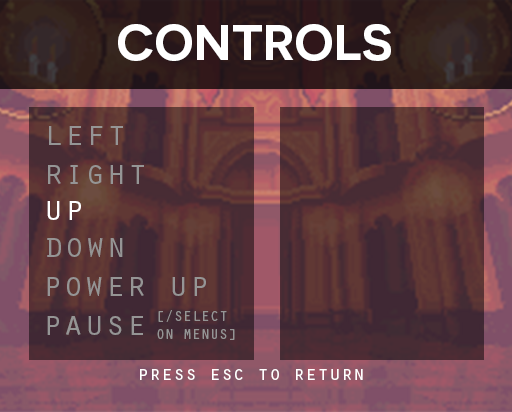 CONTROLS
LEFT
RIGHT
UP
DOWN
POWER UP
PAUSE [/SELECT
ON MENUS]
PRESS ESC TO RETURN